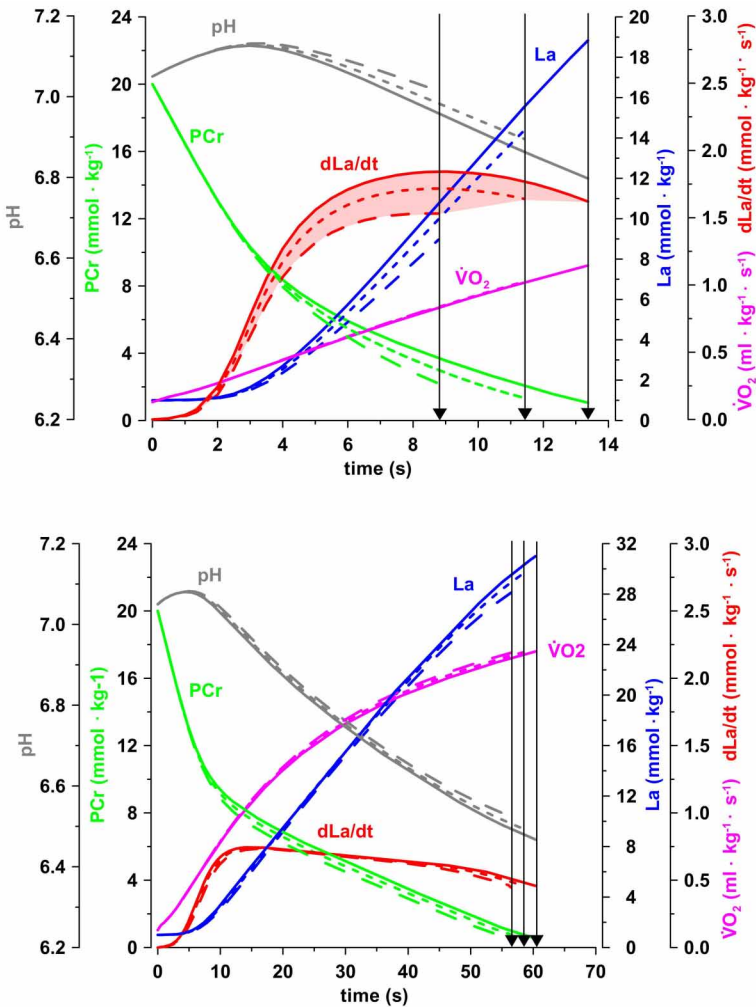 7.2 24 20 3.0
pH La 18
20 2.5
7.0 16
PCr 14
16 2.0
dLa/dt
6.8 12
12 10 1.5
6.6 8
V̇O₂
8 6 1.0
6.4 4
4 0.5
2
6.2 0 0 0.0
0 2 4 6 8 10 12 14
time (s)
pH
PCr (mmol · kg⁻¹)
La (mmol · kg⁻¹)
V̇O₂ (ml · kg⁻¹ · s⁻¹) dLa/dt (mmol · kg⁻¹ · s⁻¹)
7.2 24 32 3.0
pH La
28
20 2.5
7.0
24
V̇O2
PCr
16 2.0
20
6.8
16
12 1.5
6.6 12
8 1.0
dLa/dt
6.4 8
4 4 0.5
6.2 0 0 0.0
0 10 20 30 40 50 60 70
time (s)
pH
PCr (mmol · kg-1)
La (mmol · kg⁻¹)
V̇O₂ (ml · kg⁻¹ · s⁻¹) dLa/dt (mmol · kg⁻¹ · s⁻¹)